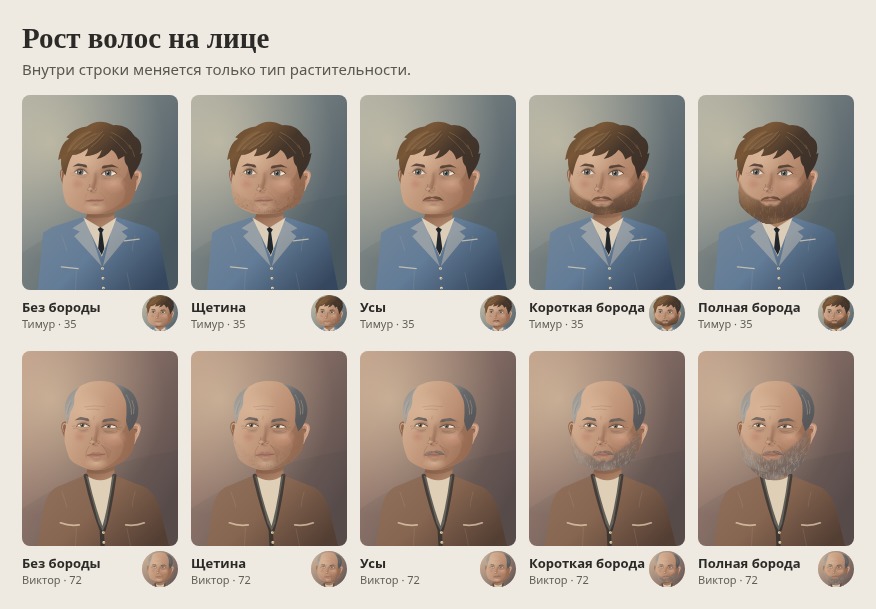 Рост волос на лице
Внутри строки меняется только тип растительности.
Без бороды
Тимур · 35
Щетина
Тимур · 35
Усы
Тимур · 35
Короткая борода
Тимур · 35
Полная борода
Тимур · 35
Без бороды
Виктор · 72
Щетина
Виктор · 72
Усы
Виктор · 72
Короткая борода
Виктор · 72
Полная борода
Виктор · 72